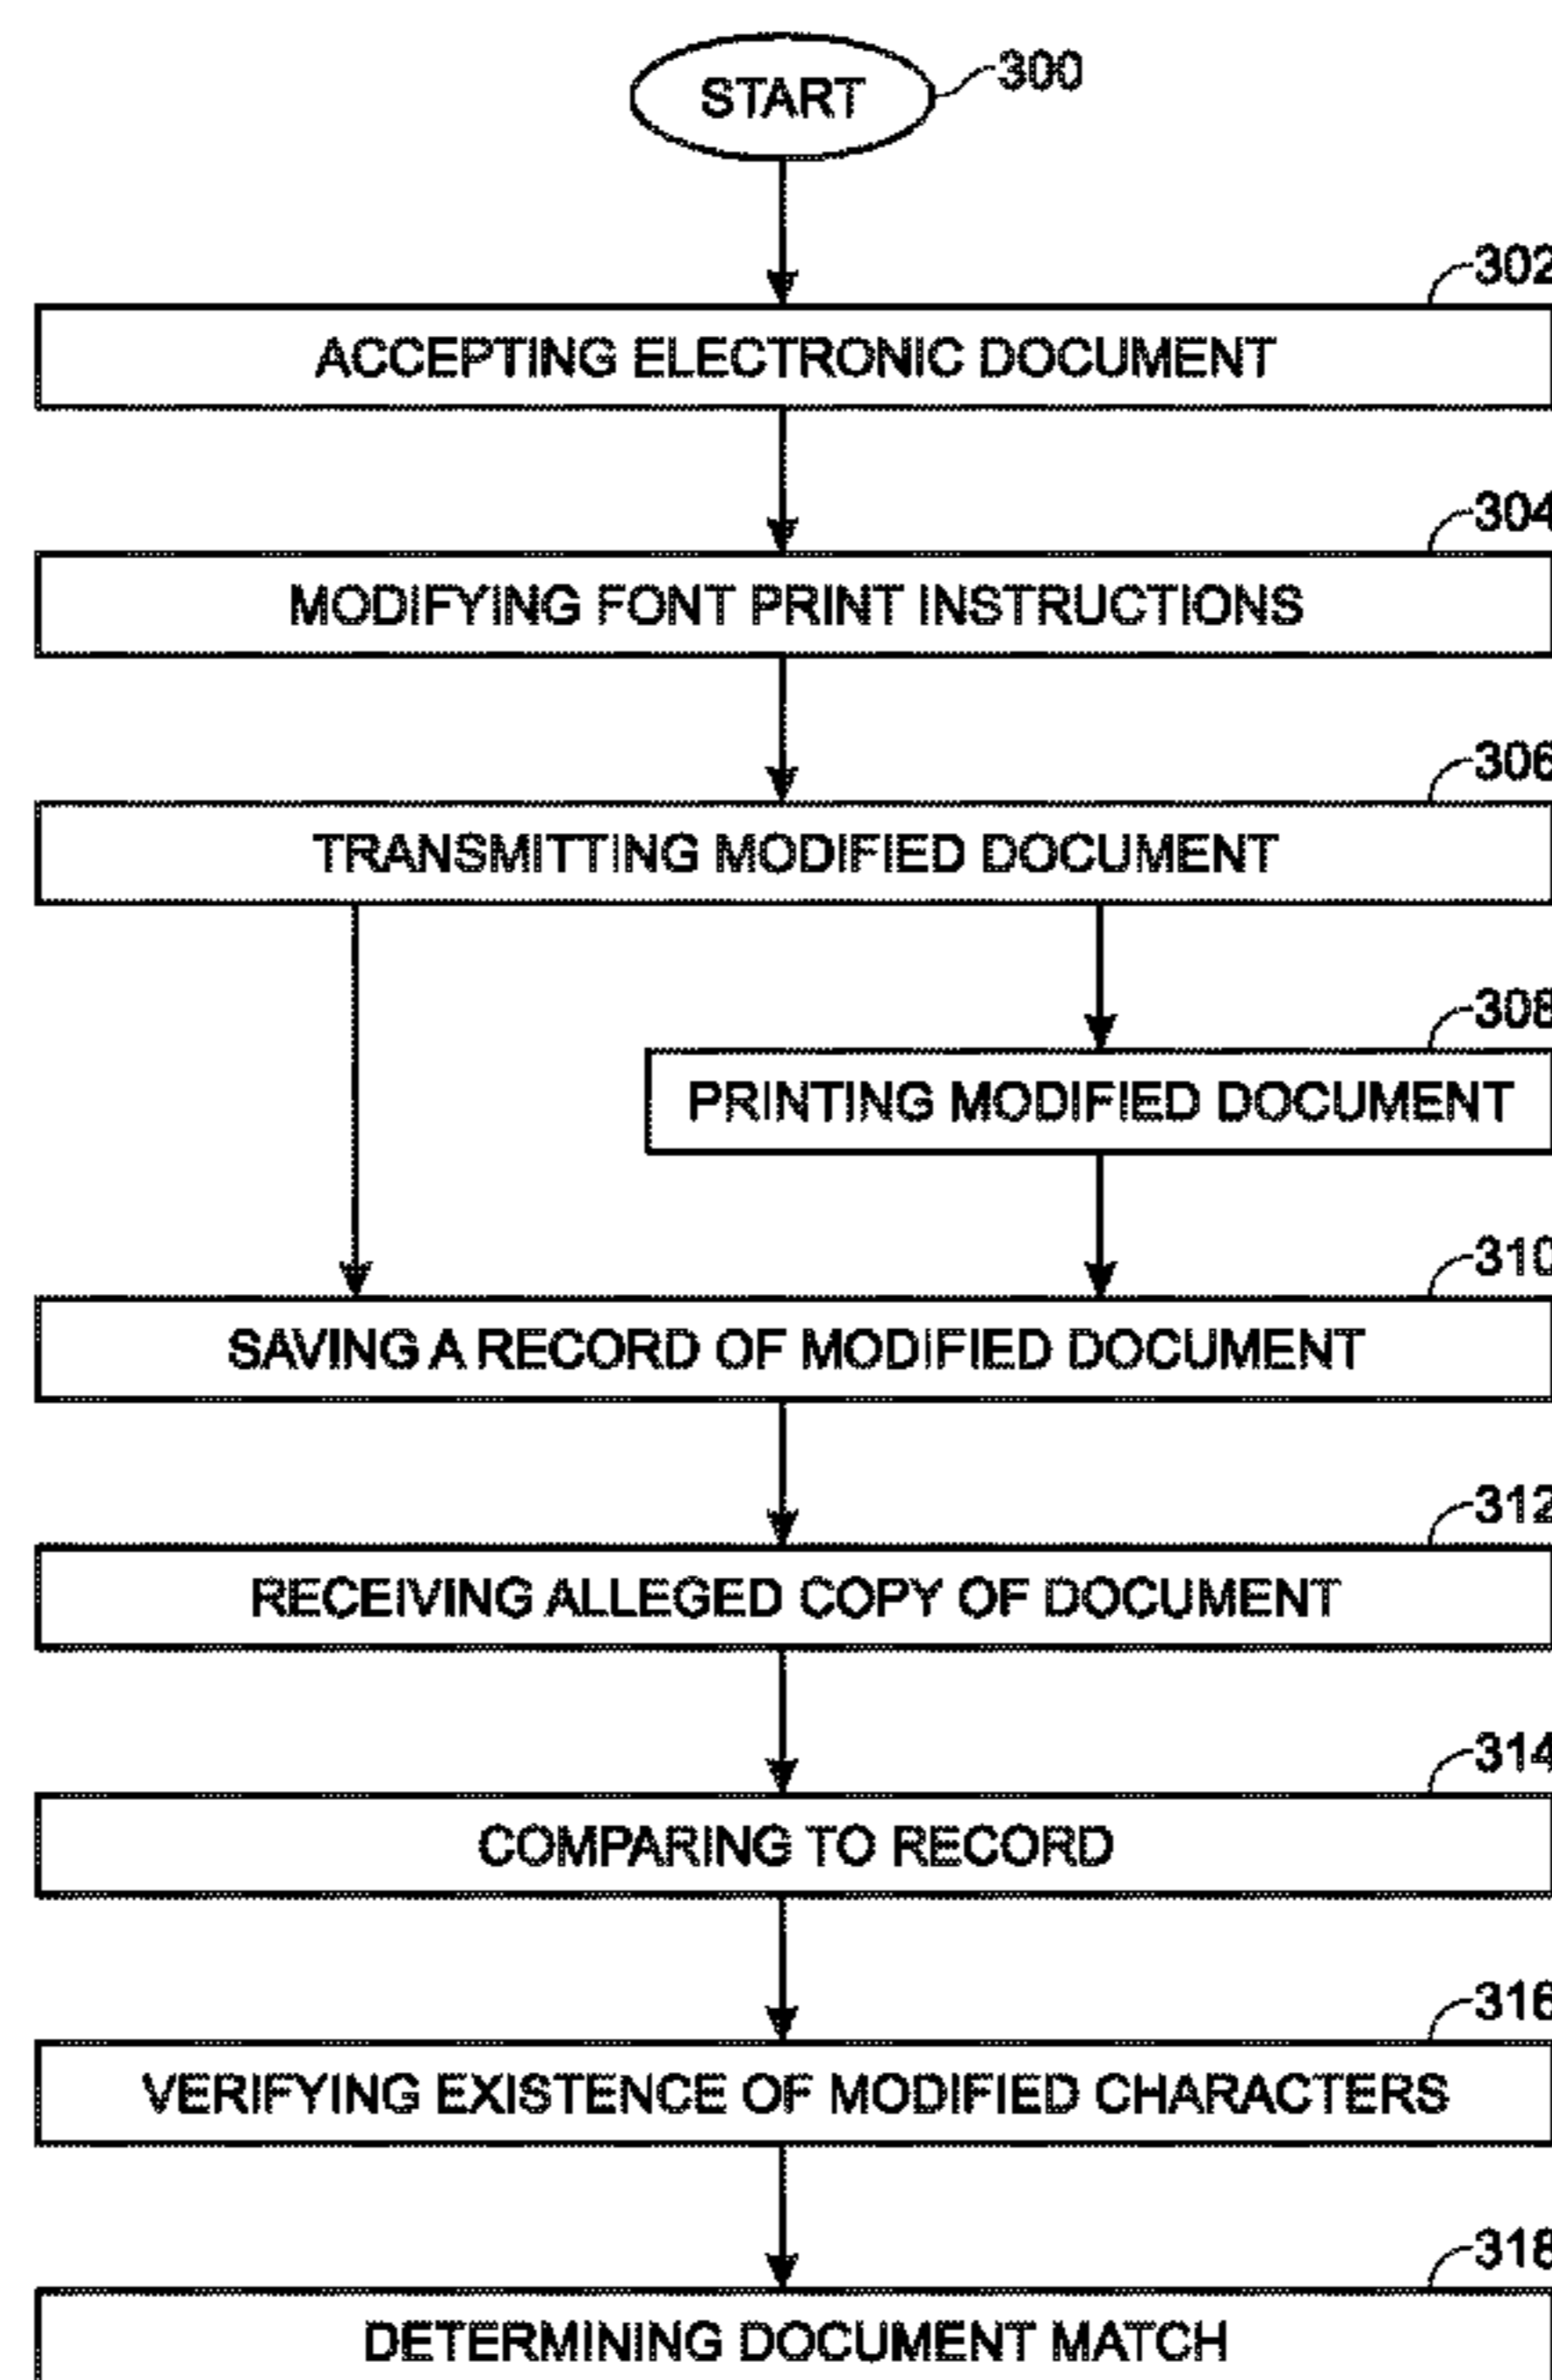 START
300
302
ACCEPTING ELECTRONIC DOCUMENT
304
MODIFYING FONT PRINT INSTRUCTIONS
306
TRANSMITTING MODIFIED DOCUMENT
308
PRINTING MODIFIED DOCUMENT
310
SAVING A RECORD OF MODIFIED DOCUMENT
312
RECEIVING ALLEGED COPY OF DOCUMENT
314
COMPARING TO RECORD
316
VERIFYING EXISTENCE OF MODIFIED CHARACTERS
318
DETERMINING DOCUMENT MATCH